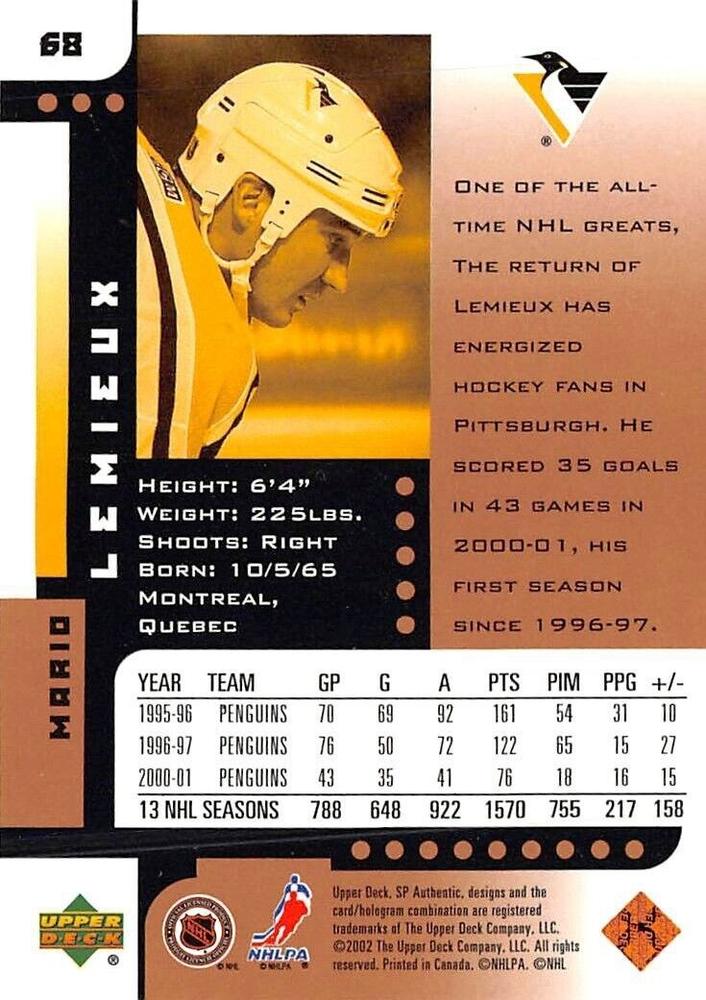 68
ONE OF THE ALL-
TIME NHL GREATS,
THE RETURN OF
LEMIEUX HAS
ENERGIZED
HOCKEY FANS IN
PITTSBURGH. HE
SCORED 35 GOALS
IN 43 GAMES IN
2000-01, HIS
FIRST SEASON
SINCE 1996-97.
MARIO LEMIEUX
HEIGHT: 6'4"
WEIGHT: 225LBS.
SHOOTS: RIGHT
BORN: 10/5/65
MONTREAL,
QUEBEC
YEAR TEAM GP G A PTS PIM PPG +/-
1995-96 PENGUINS 70 69 92 161 54 31 10
1996-97 PENGUINS 76 50 72 122 65 15 27
2000-01 PENGUINS 43 35 41 76 18 16 15
13 NHL SEASONS 788 648 922 1570 755 217 158
UPPER
DECK
®
NHL
© NHL
NHLPA
© NHLPA
Upper Deck, SP Authentic, designs and the
card/hologram combination are registered
trademarks of The Upper Deck Company, LLC.
©2002 The Upper Deck Company, LLC. All rights
reserved. Printed in Canada. ©NHLPA. ©NHL